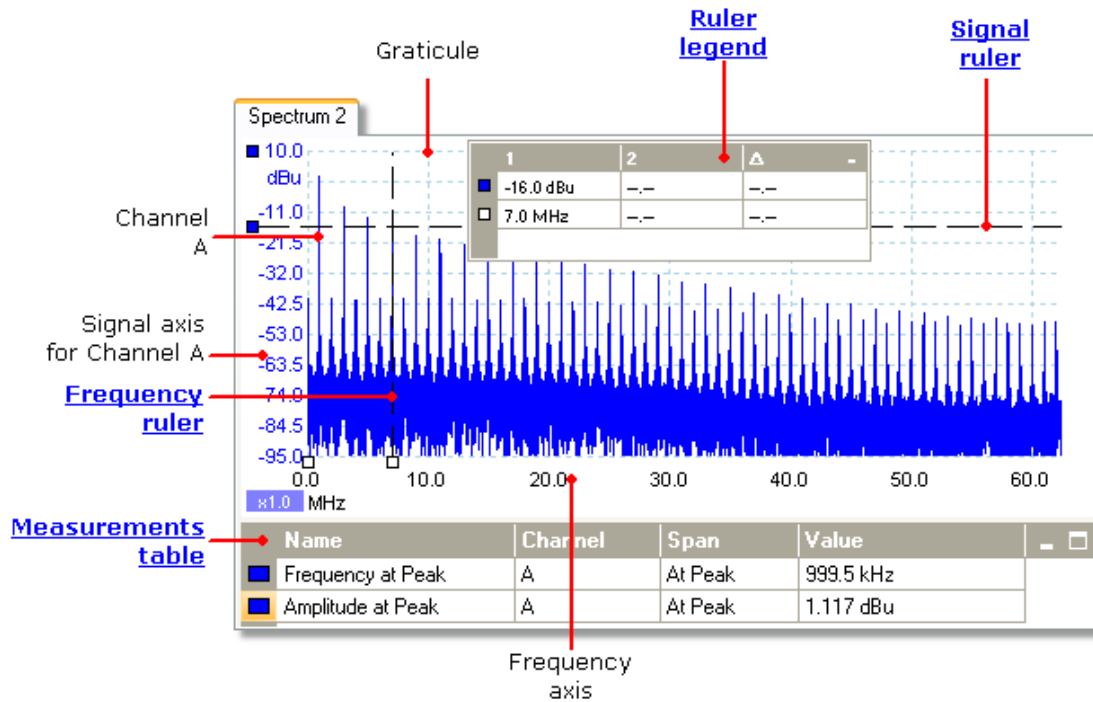 Graticule
Ruler
legend
Signal
ruler
Spectrum 2
10.0
dBu
-11.0
-21.5
-32.0
-42.5
-53.0
-63.5
-74.0
-84.5
-95.0
1 2 Δ -
-16.0 dBu --.-- --.--
7.0 MHz --.-- --.--
Channel
A
Signal axis
for Channel A
Frequency
ruler
0.0 10.0 20.0 30.0 40.0 50.0 60.0
x1.0 MHz
Measurements
table
Name Channel Span Value
Frequency at Peak A At Peak 999.5 kHz
Amplitude at Peak A At Peak 1.117 dBu
Frequency
axis